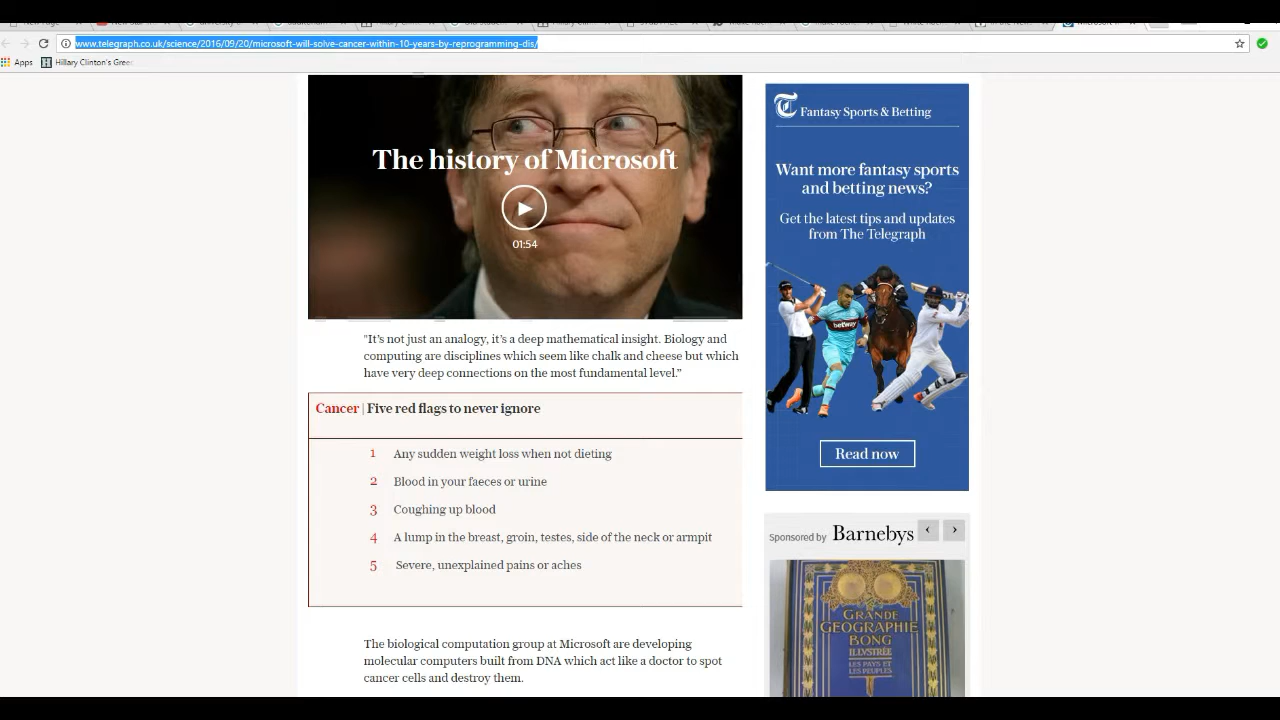 www.telegraph.co.uk/science/2016/09/20/microsoft-will-solve-cancer-within-10-years-by-reprogramming-dis/
Apps
Hillary Clinton's Gree
The history of Microsoft
01:54
"It's not just an analogy, it's a deep mathematical insight. Biology and
computing are disciplines which seem like chalk and cheese but which
have very deep connections on the most fundamental level."
Cancer | Five red flags to never ignore
1 Any sudden weight loss when not dieting
2 Blood in your faeces or urine
3 Coughing up blood
4 A lump in the breast, groin, testes, side of the neck or armpit
5 Severe, unexplained pains or aches
The biological computation group at Microsoft are developing
molecular computers built from DNA which act like a doctor to spot
cancer cells and destroy them.
T Fantasy Sports & Betting
Want more fantasy sports
and betting news?
Get the latest tips and updates
from The Telegraph
betway
Read now
Sponsored by Barnebys
GRANDE
GEOGRAPHIE
BONG
ILLVSTRÉE
LES PAYS ET
LES PEUPLES